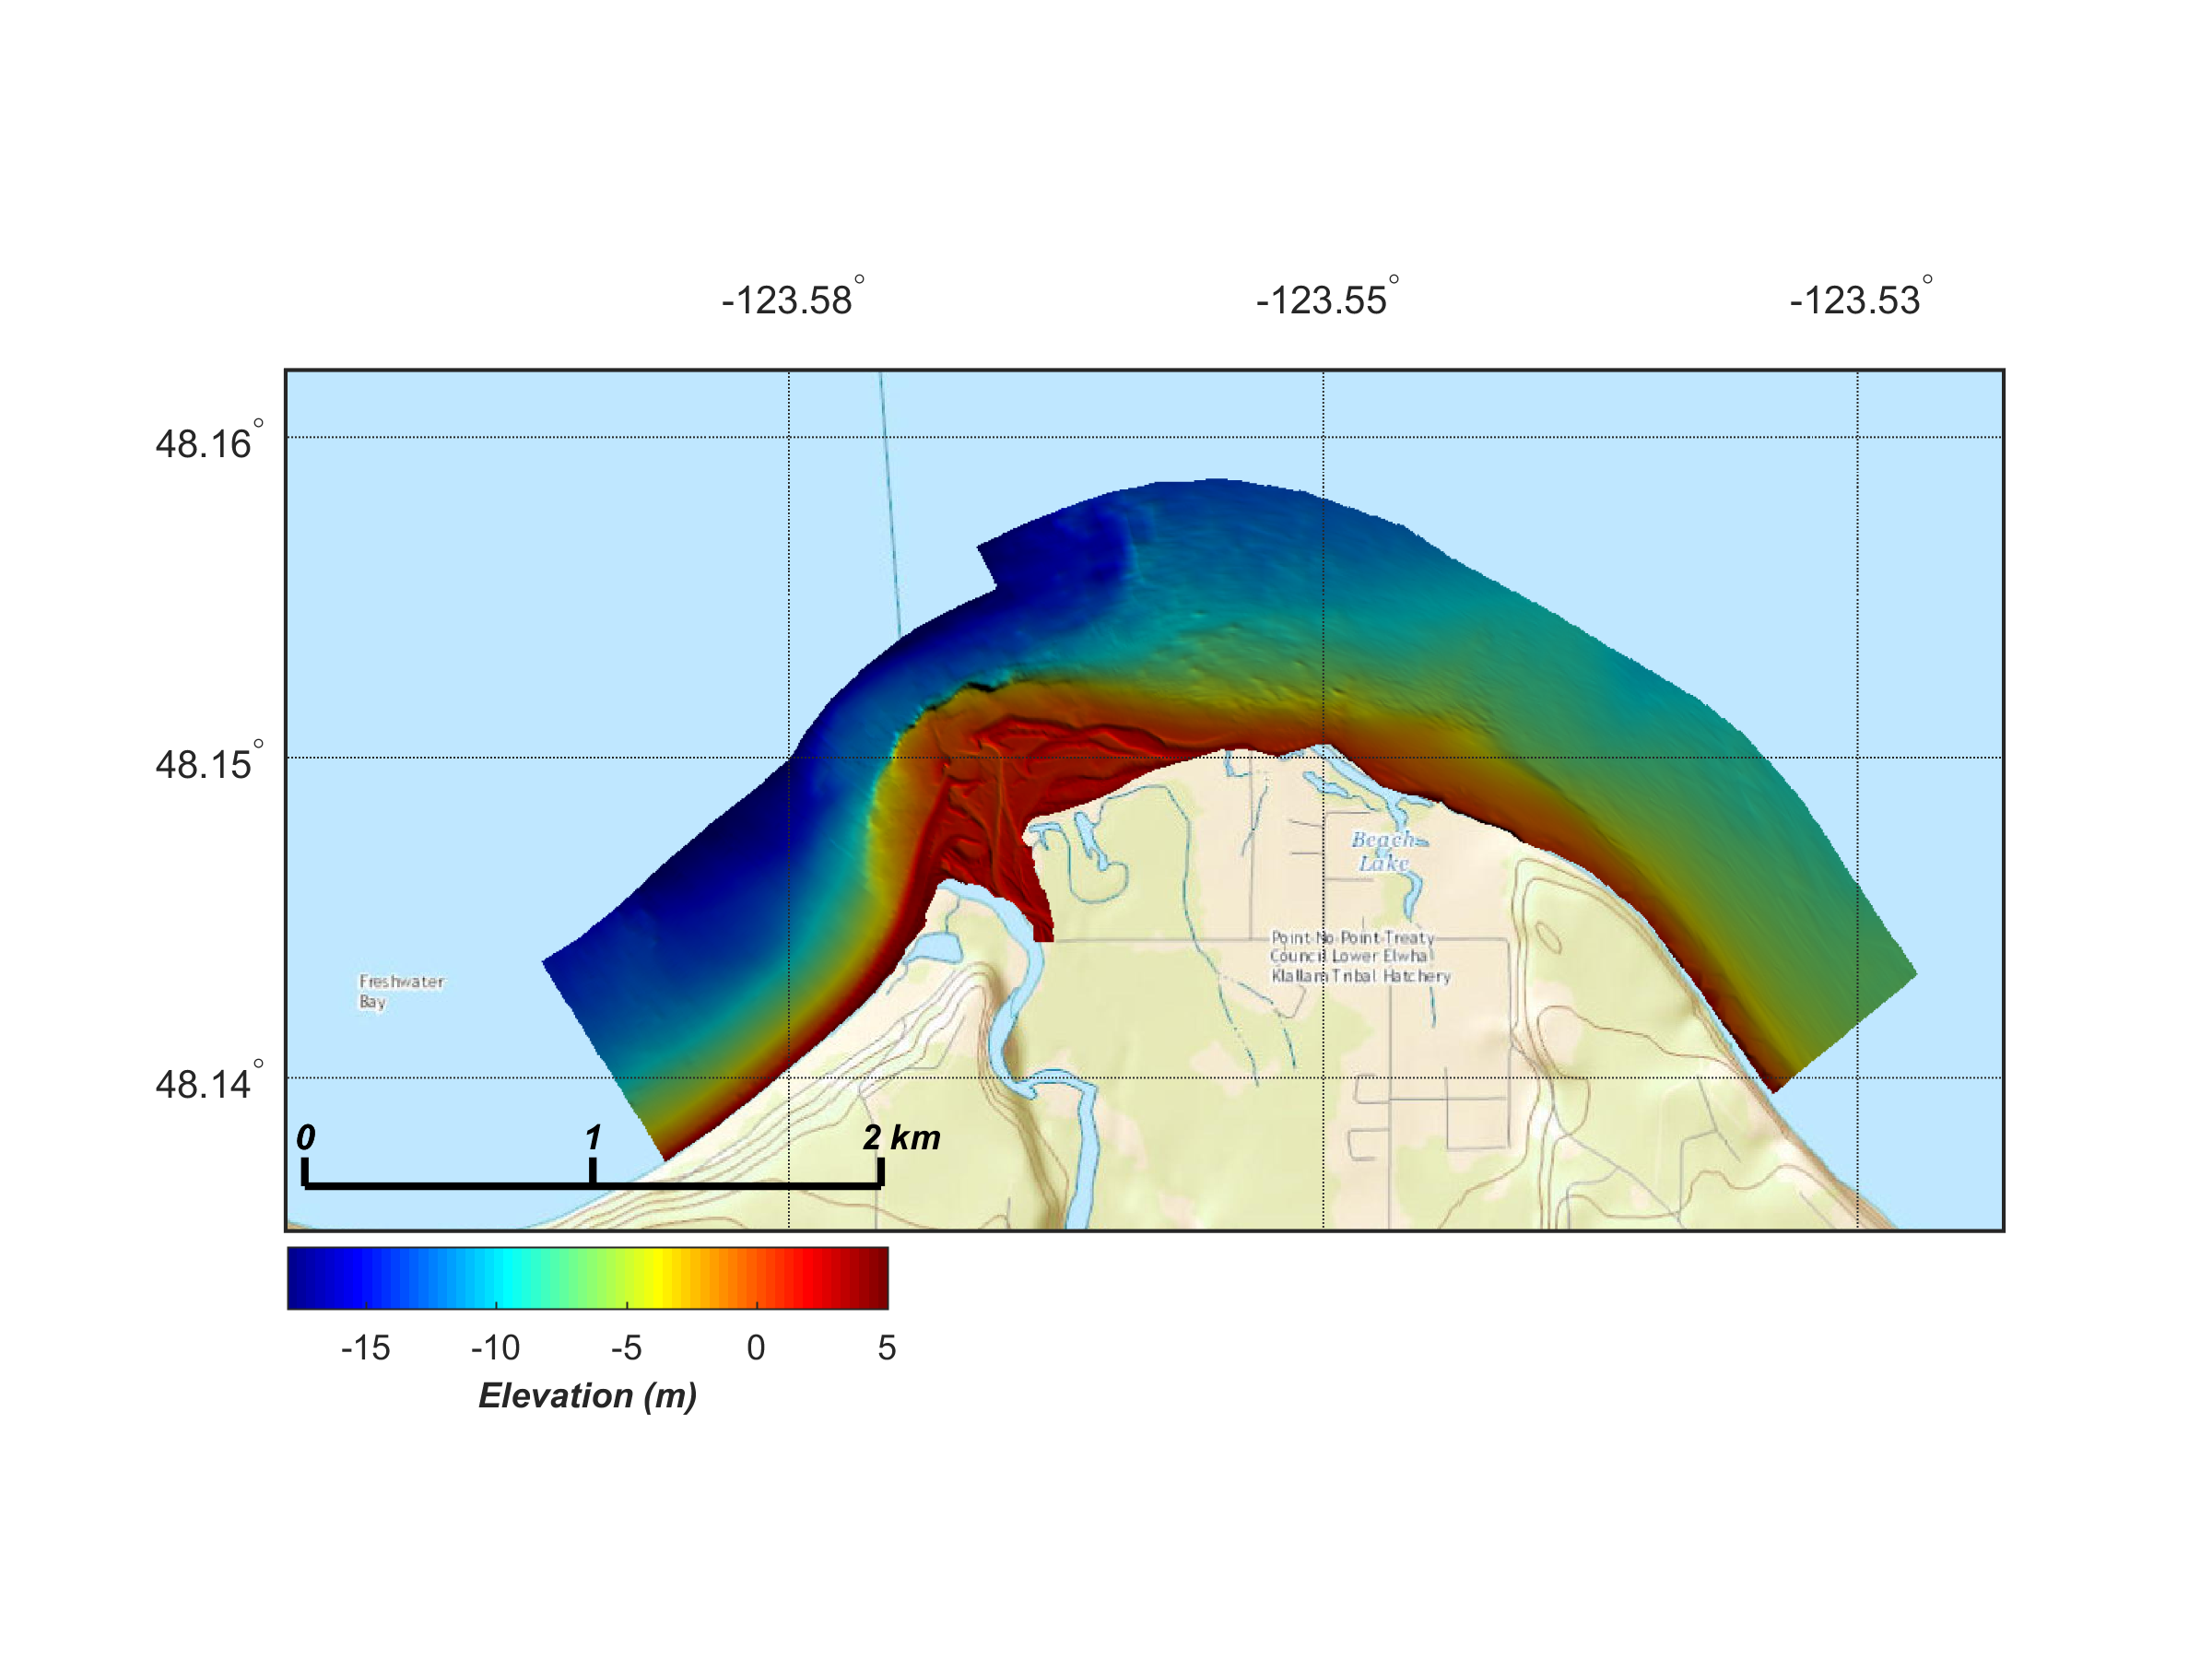 -123.58°
-123.55°
-123.53°
48.16°
48.15°
48.14°
Beach
Lake
Point No Point Treaty
Council Lower Elwha
Klallam Tribal Hatchery
Freshwater
Bay
0 1 2 km
-15 -10 -5 0 5
Elevation (m)